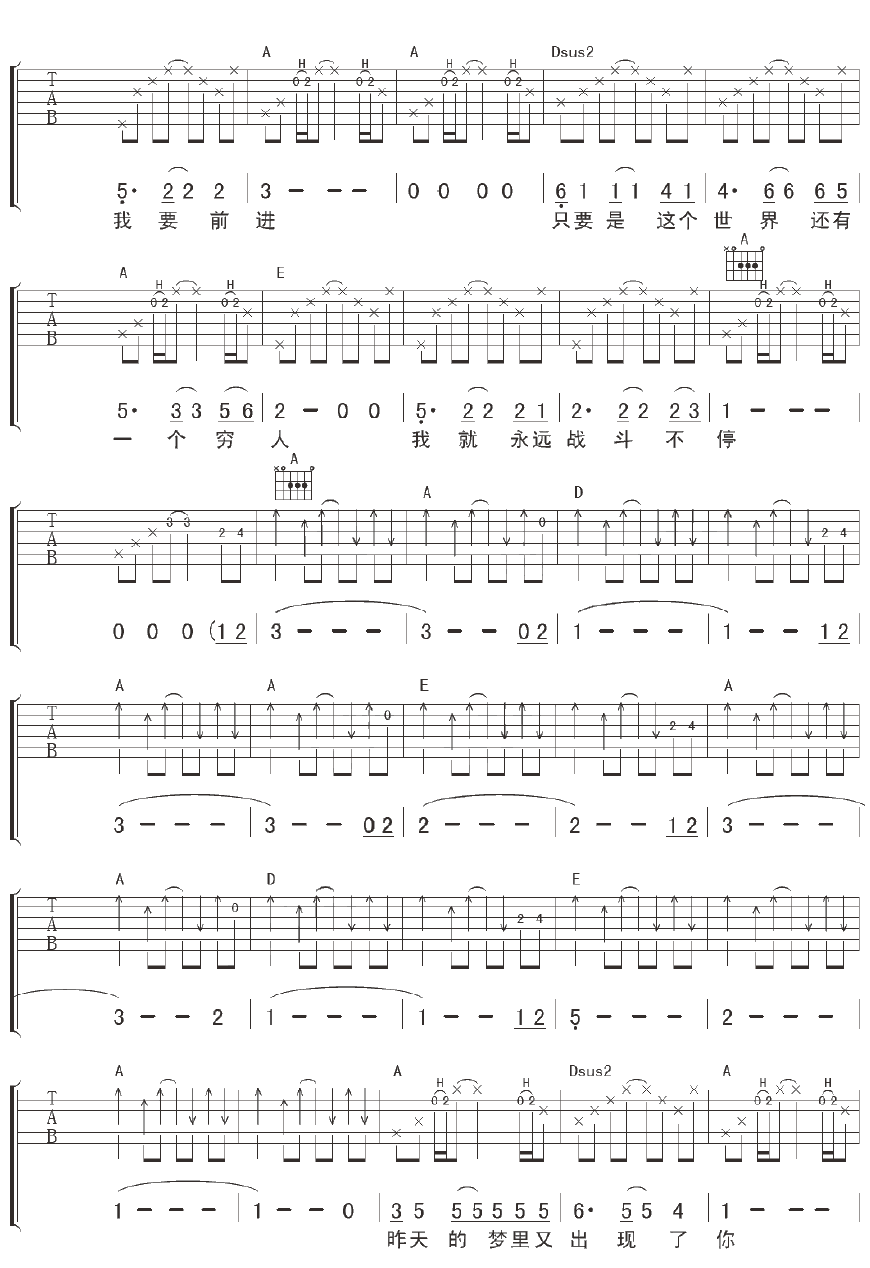 A A Dsus2
H H H H
T A B
0 2 0 2 0 2 0 2
5· 2 2 2 3 - - - 0 0 0 0 6 1 1 1 4 1 4· 6 6 6 5
我 要 前 进 只要是 这个 世 界 还有
A E A
H H H H
T A B
0 2 0 2 0 2 0 2
5· 3 3 5 6 2 - 0 0 5· 2 2 2 1 2· 2 2 2 3 1 - - -
一 个 穷 人 我 就 永远 战 斗 不 停
A A D
T A B
3 3 2 4 0 2 4
0 0 0 (1 2 3 - - - 3 - - 0 2 1 - - - 1 - - 1 2
A A E A
T A B
0 2 4
3 - - - 3 - - 0 2 2 - - - 2 - - 1 2 3 - - -
A D E
T A B
0 2 4
3 - - 2 1 - - - 1 - - 1 2 5 - - - 2 - - -
A A Dsus2 A
H H H H
T A B
0 2 0 2 0 2 0 2
1 - - - 1 - - 0 3 5 5 5 5 5 5 6· 5 5 4 1 - - -
昨天 的 梦里又 出 现 了 你